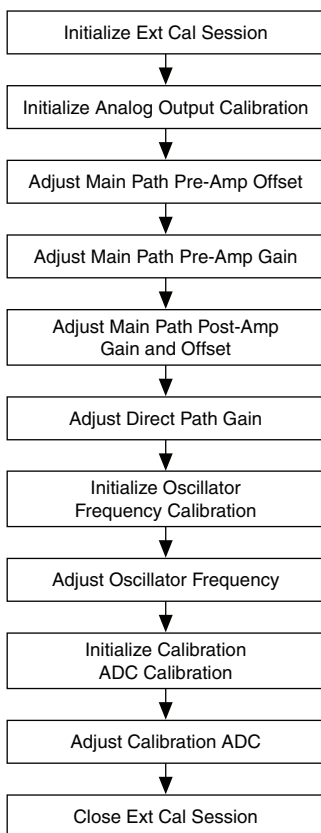 Initialize Ext Cal Session
Initialize Analog Output Calibration
Adjust Main Path Pre-Amp Offset
Adjust Main Path Pre-Amp Gain
Adjust Main Path Post-Amp
Gain and Offset
Adjust Direct Path Gain
Initialize Oscillator
Frequency Calibration
Adjust Oscillator Frequency
Initialize Calibration
ADC Calibration
Adjust Calibration ADC
Close Ext Cal Session